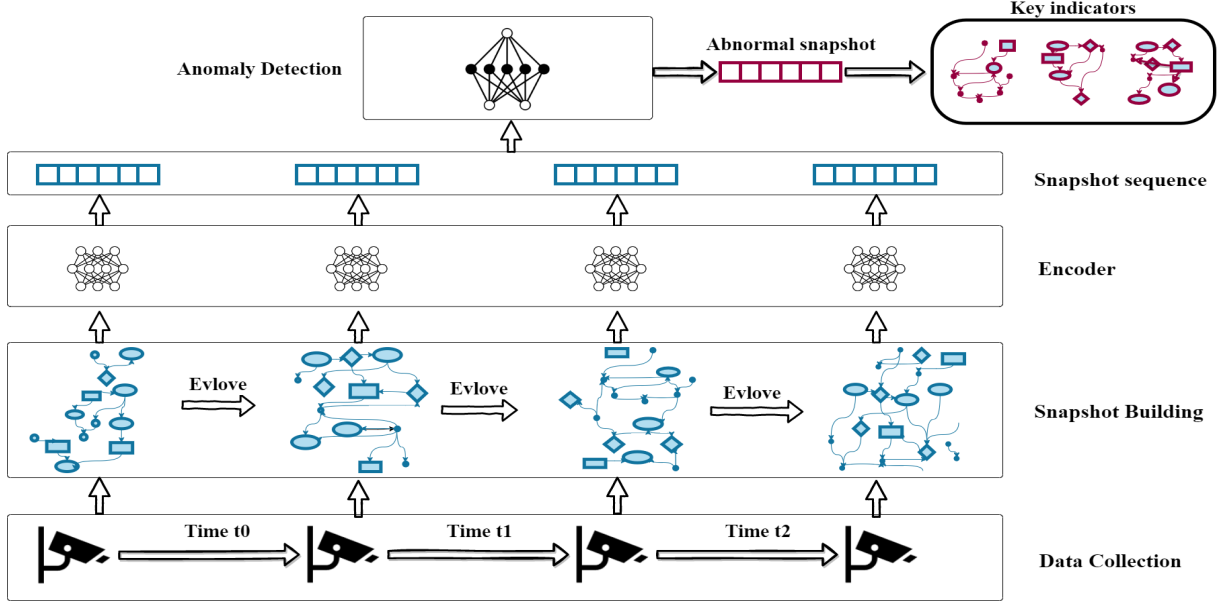 Key indicators
Anomaly Detection
Abnormal snapshot
Snapshot sequence
Encoder
Evlove
Evlove
Evlove
Snapshot Building
Time t0
Time t1
Time t2
Data Collection